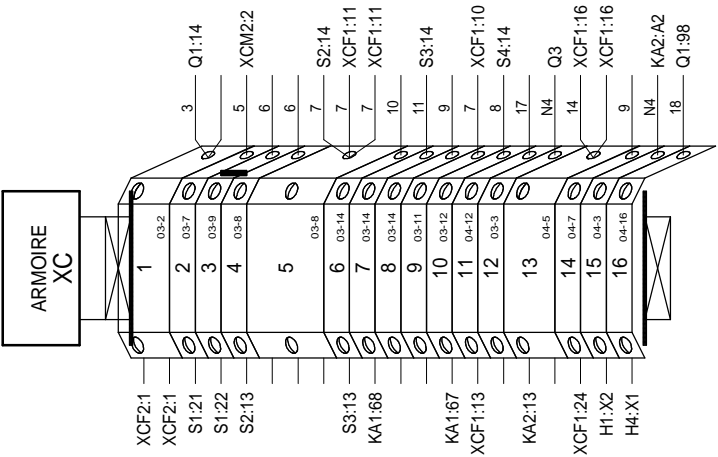 ARMOIRE
XC
XCF2:1
XCF2:1
S1:21
S1:22
S2:13
S3:13
KA1:68
KA1:67
XCF1:13
KA2:13
XCF1:24
H1:X2
H4:X1
1 03-2
2 03-7
3 03-9
4 03-8
5 03-8
6 03-14
7 03-14
8 03-14
9 03-11
10 03-12
11 04-12
12 03-3
13 04-5
14 04-7
15 04-3
16 04-16
3 Q1:14
5 XCM2:2
6
6
7 S2:14
7 XCF1:11
7 XCF1:11
10
11 S3:14
9
7 XCF1:10
8 S4:14
17
N4 Q3
14 XCF1:16
XCF1:16
9
N4 KA2:A2
18 Q1:98